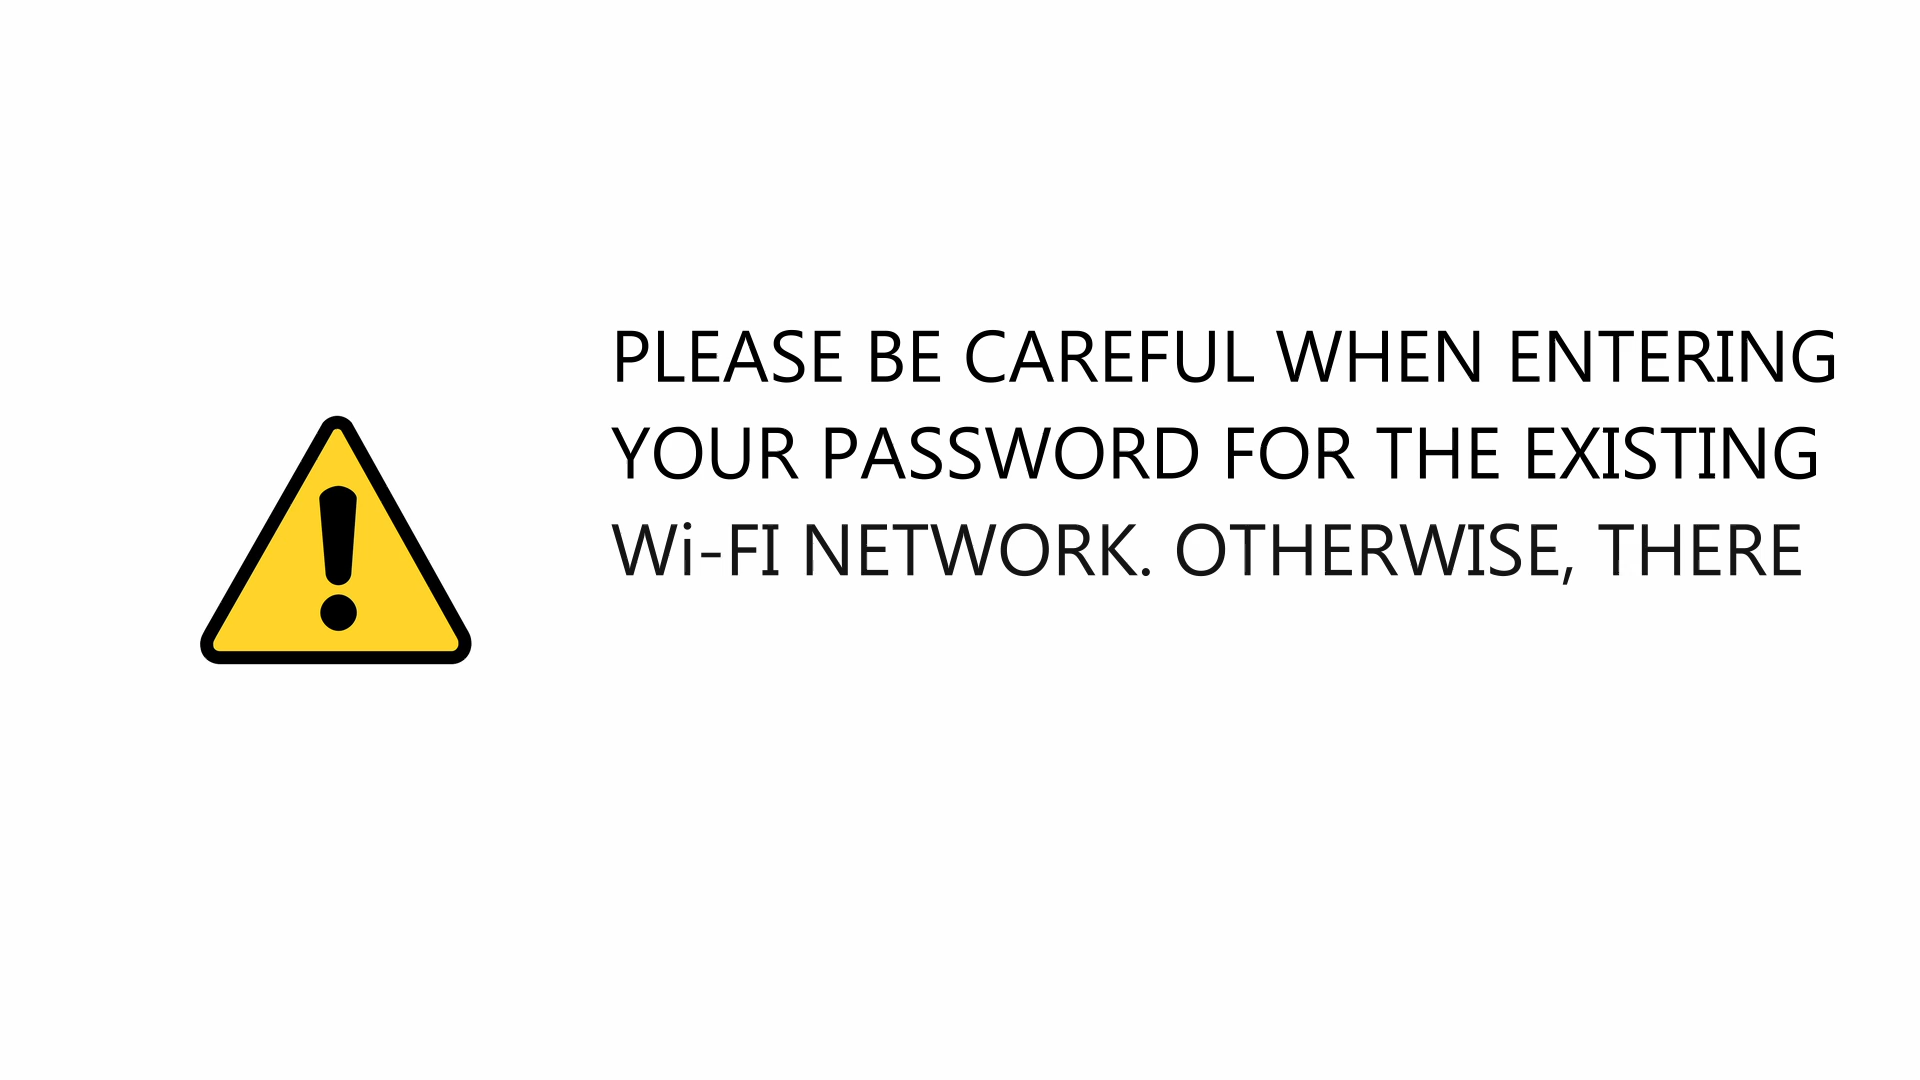 PLEASE BE CAREFUL WHEN ENTERING
YOUR PASSWORD FOR THE EXISTING
Wi-FI NETWORK. OTHERWISE, THERE